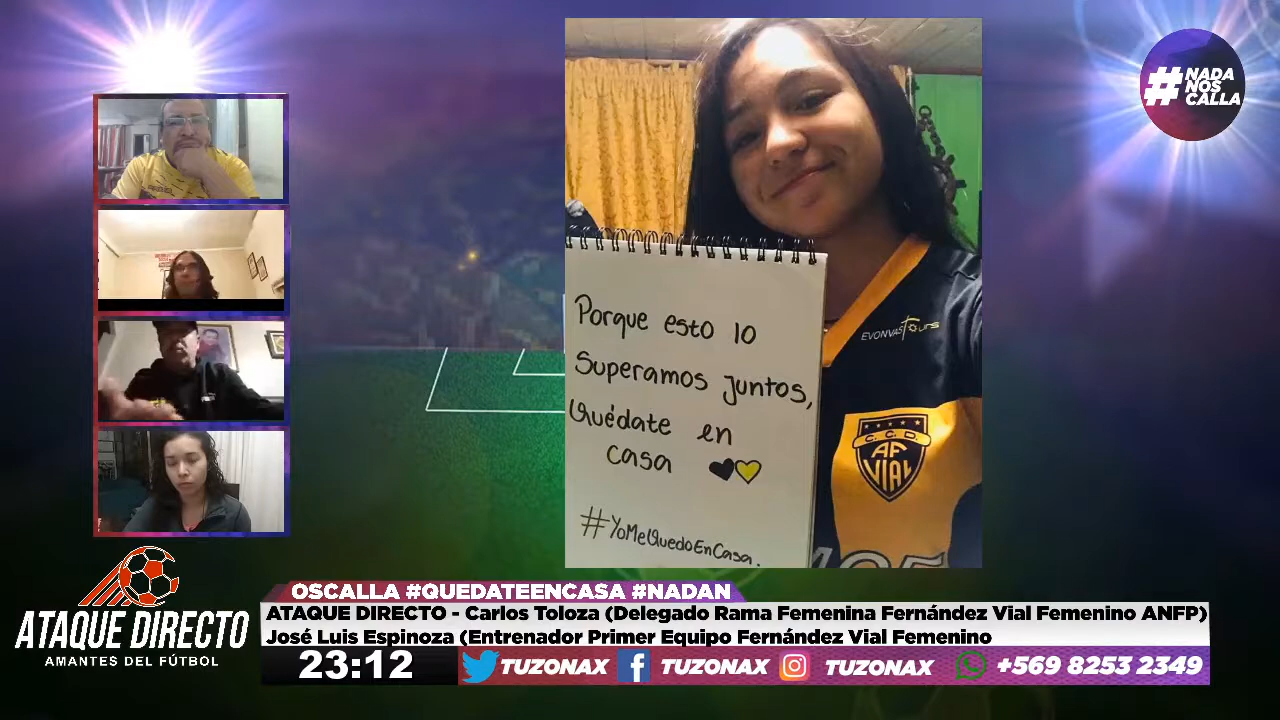 #NADA
NOS
CALLA
Porque esto lo
Superamos juntos,
Quédate en
casa
#YoMeQuedoEnCasa.
EVONVASTOURS
C.C.D.
AF
VIAL
ATAQUE DIRECTO
AMANTES DEL FÚTBOL
OSCALLA #QUEDATEENCASA #NADAN
ATAQUE DIRECTO - Carlos Toloza (Delegado Rama Femenina Fernández Vial Femenino ANFP)
José Luis Espinoza (Entrenador Primer Equipo Fernández Vial Femenino
23:12 TUZONAX TUZONAX TUZONAX +569 8253 2349